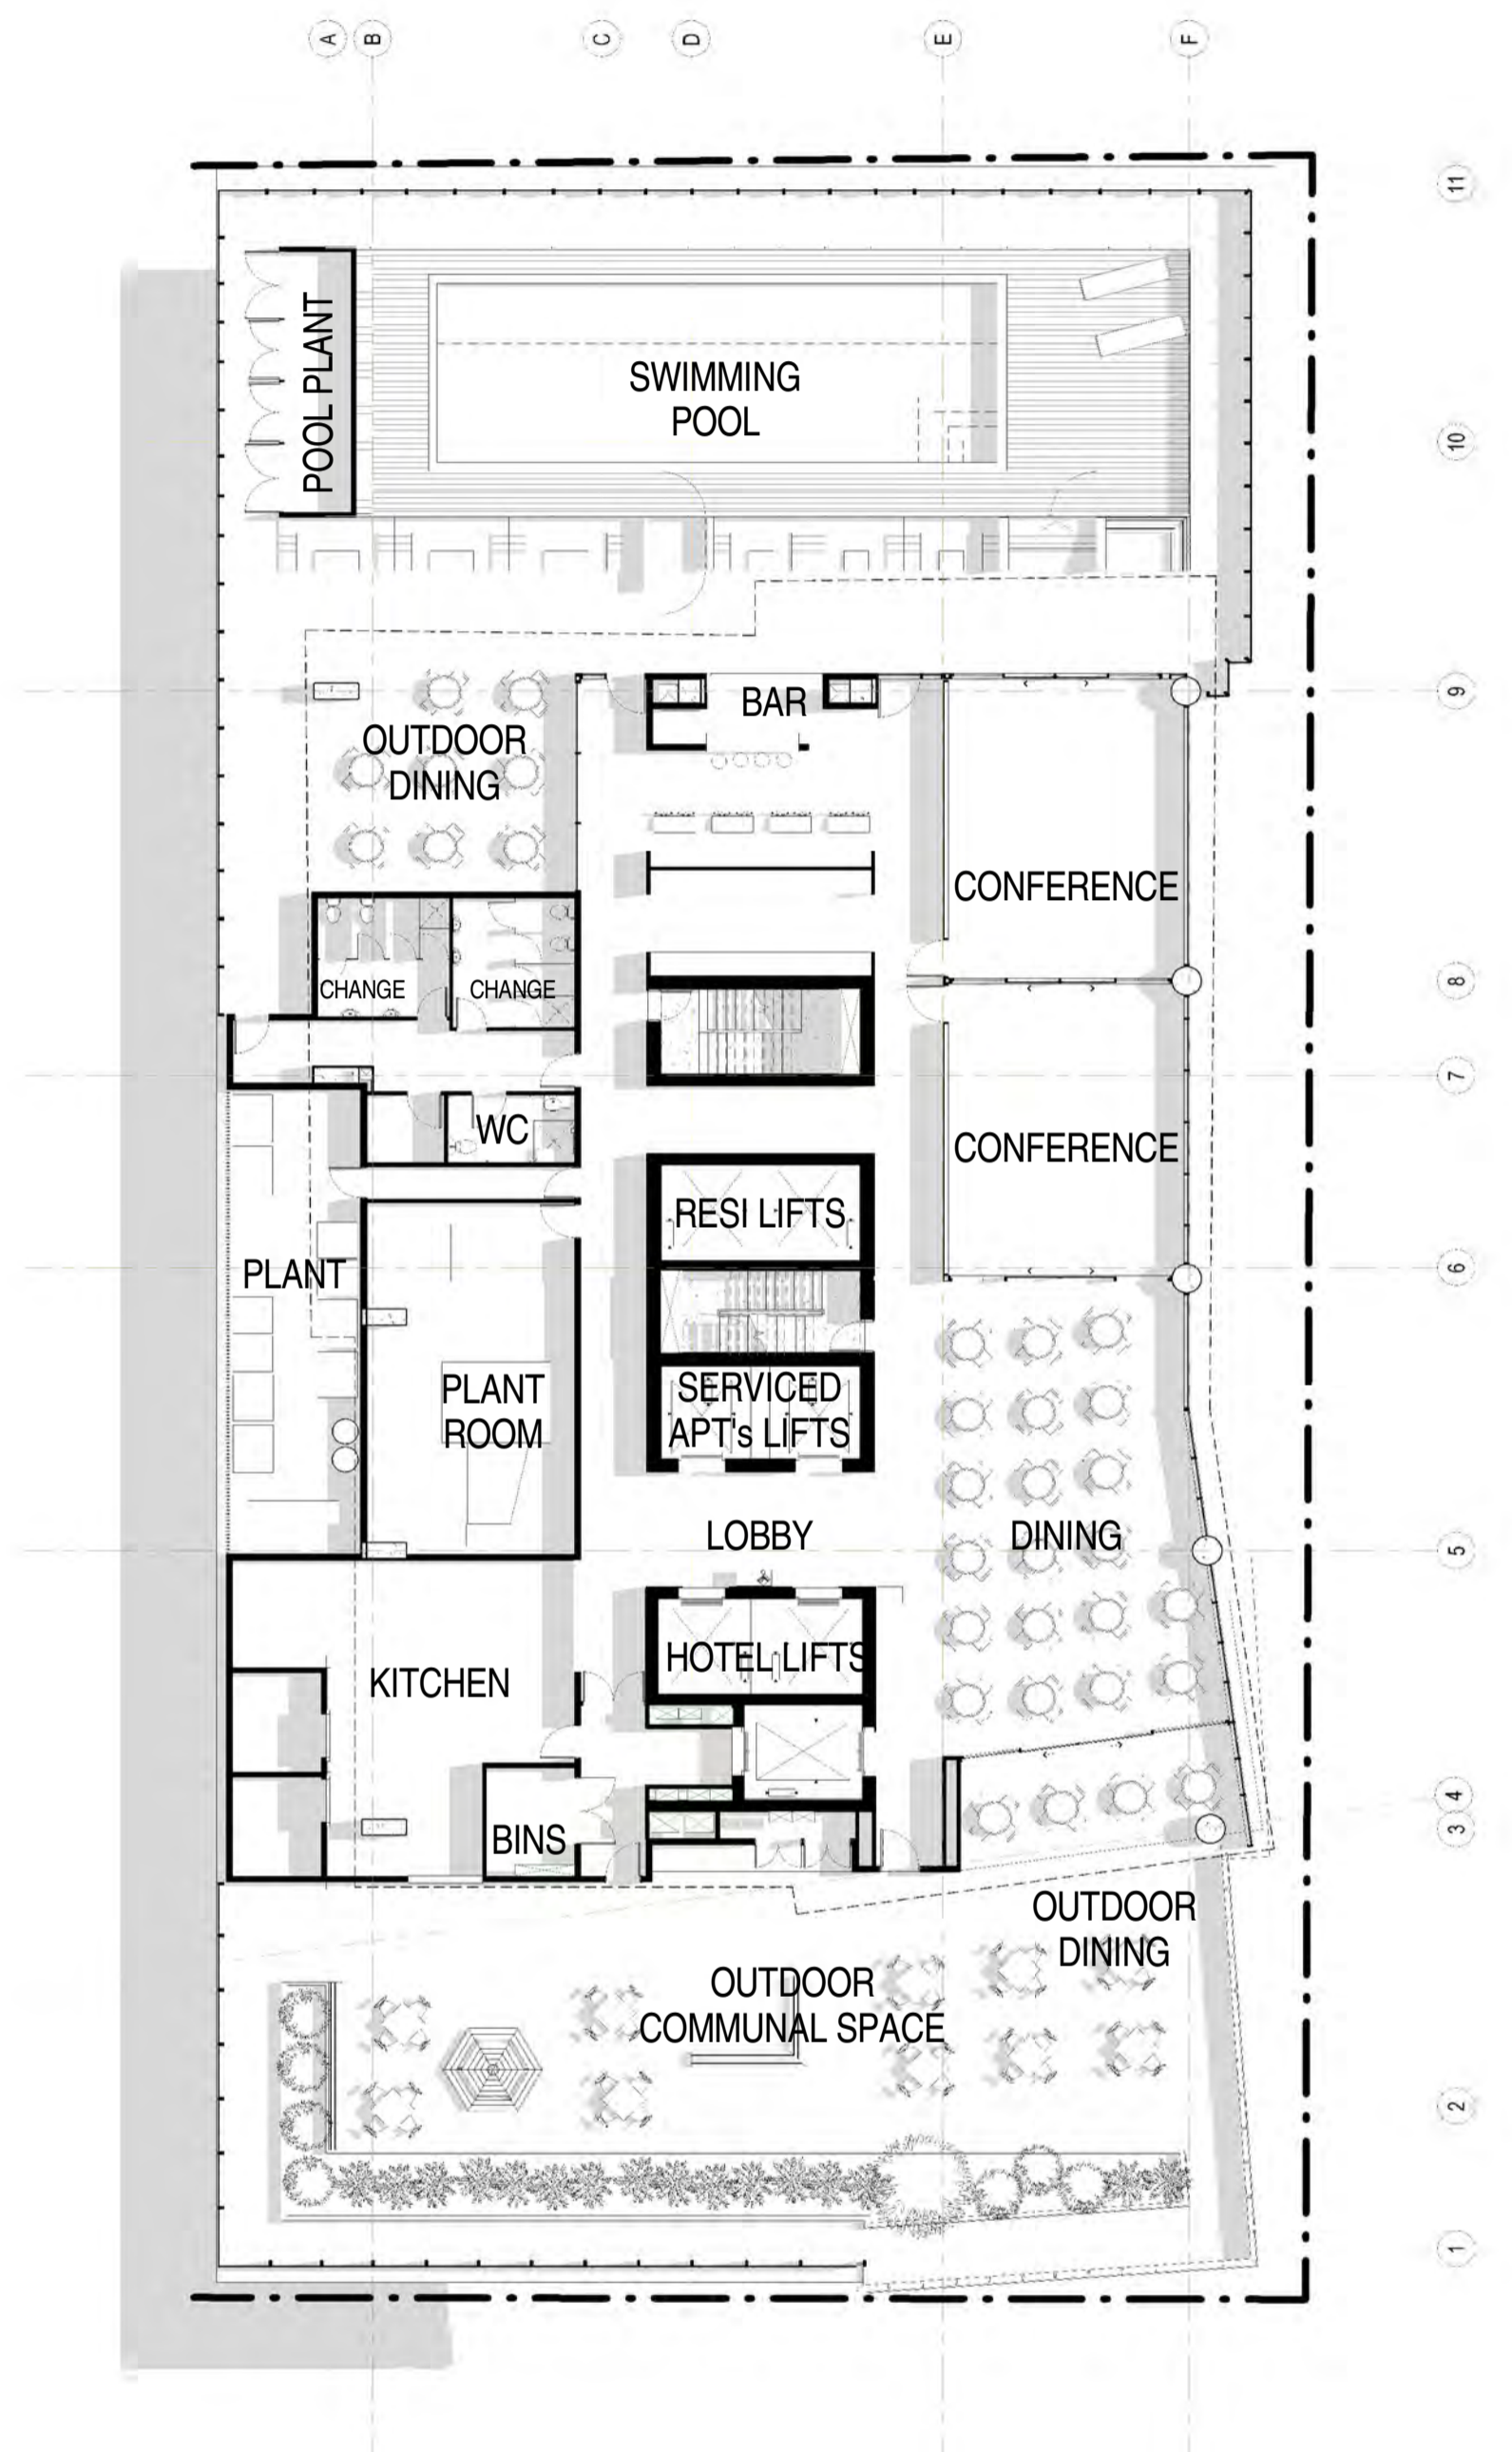 A B C D E F
11
POOL PLANT
SWIMMING
POOL
10
9
BAR
OUTDOOR
DINING
CONFERENCE
CHANGE
CHANGE
8
7
WC
CONFERENCE
RESI LIFTS
PLANT
6
PLANT
ROOM
SERVICED
APT's LIFTS
LOBBY
DINING
5
HOTEL LIFTS
KITCHEN
4
3
BINS
OUTDOOR
DINING
OUTDOOR
COMMUNAL SPACE
2
1